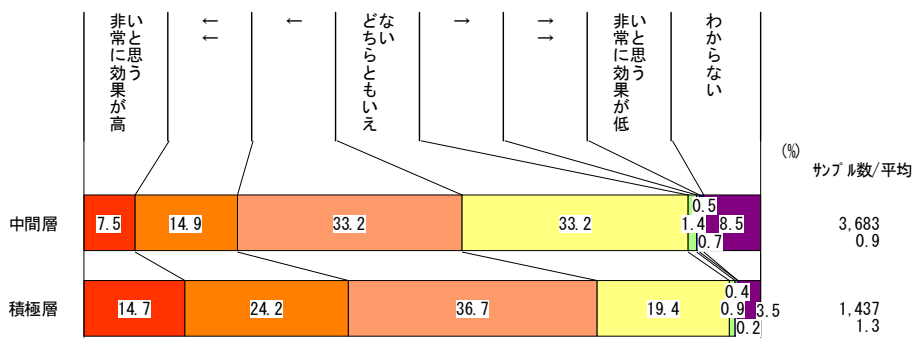 非常に効果が高
いと思う
←
←
←
どちらともいえ
ない
→
→
→
非常に効果が低
いと思う
わからない
(%)
ｻﾝﾌﾟﾙ数/平均
中間層
7.5
14.9
33.2
33.2
1.4
0.5
0.7
8.5
3,683
0.9
積極層
14.7
24.2
36.7
19.4
0.9
0.4
0.2
3.5
1,437
1.3